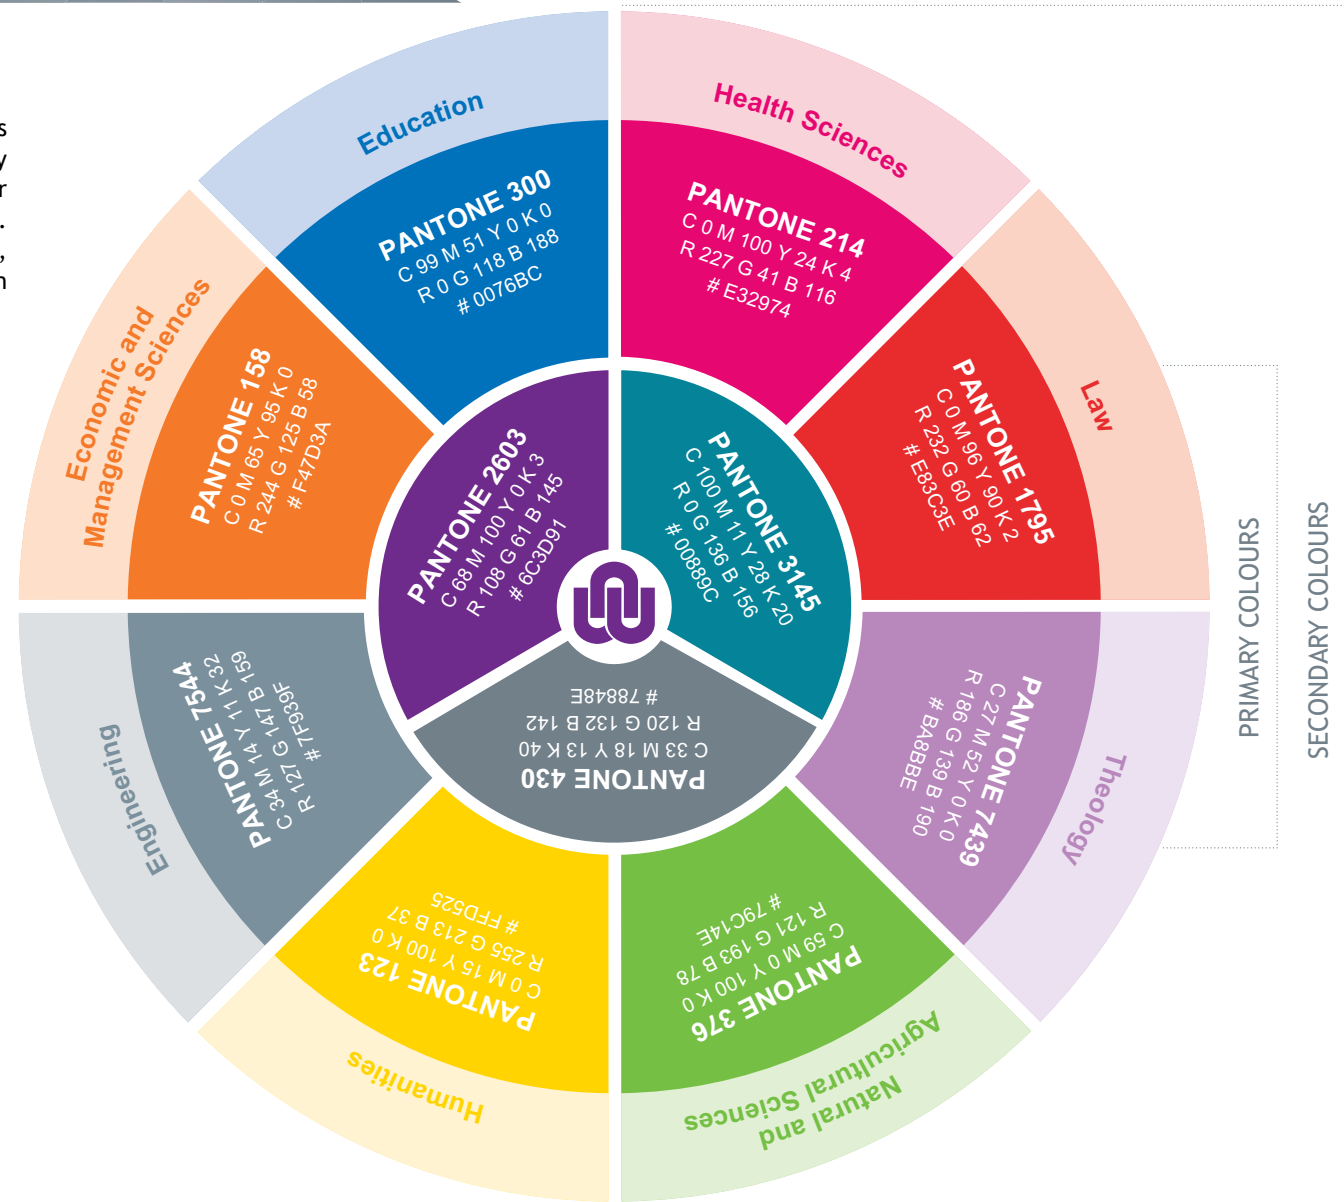 s
y
r
.
,
n
Education
PANTONE 300
C 99 M 51 Y 0 K 0
R 0 G 118 B 188
# 0076BC
Health Sciences
PANTONE 214
C 0 M 100 Y 24 K 4
R 227 G 41 B 116
# E32974
Law
PANTONE 1795
C 0 M 96 Y 90 K 2
R 232 G 60 B 62
# E83C3E
Theology
PANTONE 7439
C 27 M 52 Y 0 K 0
R 186 G 139 B 190
# BA8BBE
Natural and
Agricultural Sciences
PANTONE 376
C 59 M 0 Y 100 K 0
R 121 G 193 B 78
# 79C14E
Humanities
PANTONE 123
C 0 M 15 Y 100 K 0
R 255 G 213 B 37
# FFD525
Engineering
PANTONE 7544
C 34 M 14 Y 11 K 32
R 127 G 147 B 159
# 7F939F
Economic and
Management Sciences
PANTONE 158
C 0 M 65 Y 95 K 0
R 244 G 125 B 58
# F47D3A
PANTONE 2603
C 68 M 100 Y 0 K 3
R 108 G 61 B 145
# 6C3D91
PANTONE 3145
C 100 M 11 Y 28 K 20
R 0 G 136 B 156
# 00889C
PANTONE 430
C 33 M 18 Y 13 K 40
R 120 G 132 B 142
# 78848E
PRIMARY COLOURS
SECONDARY COLOURS